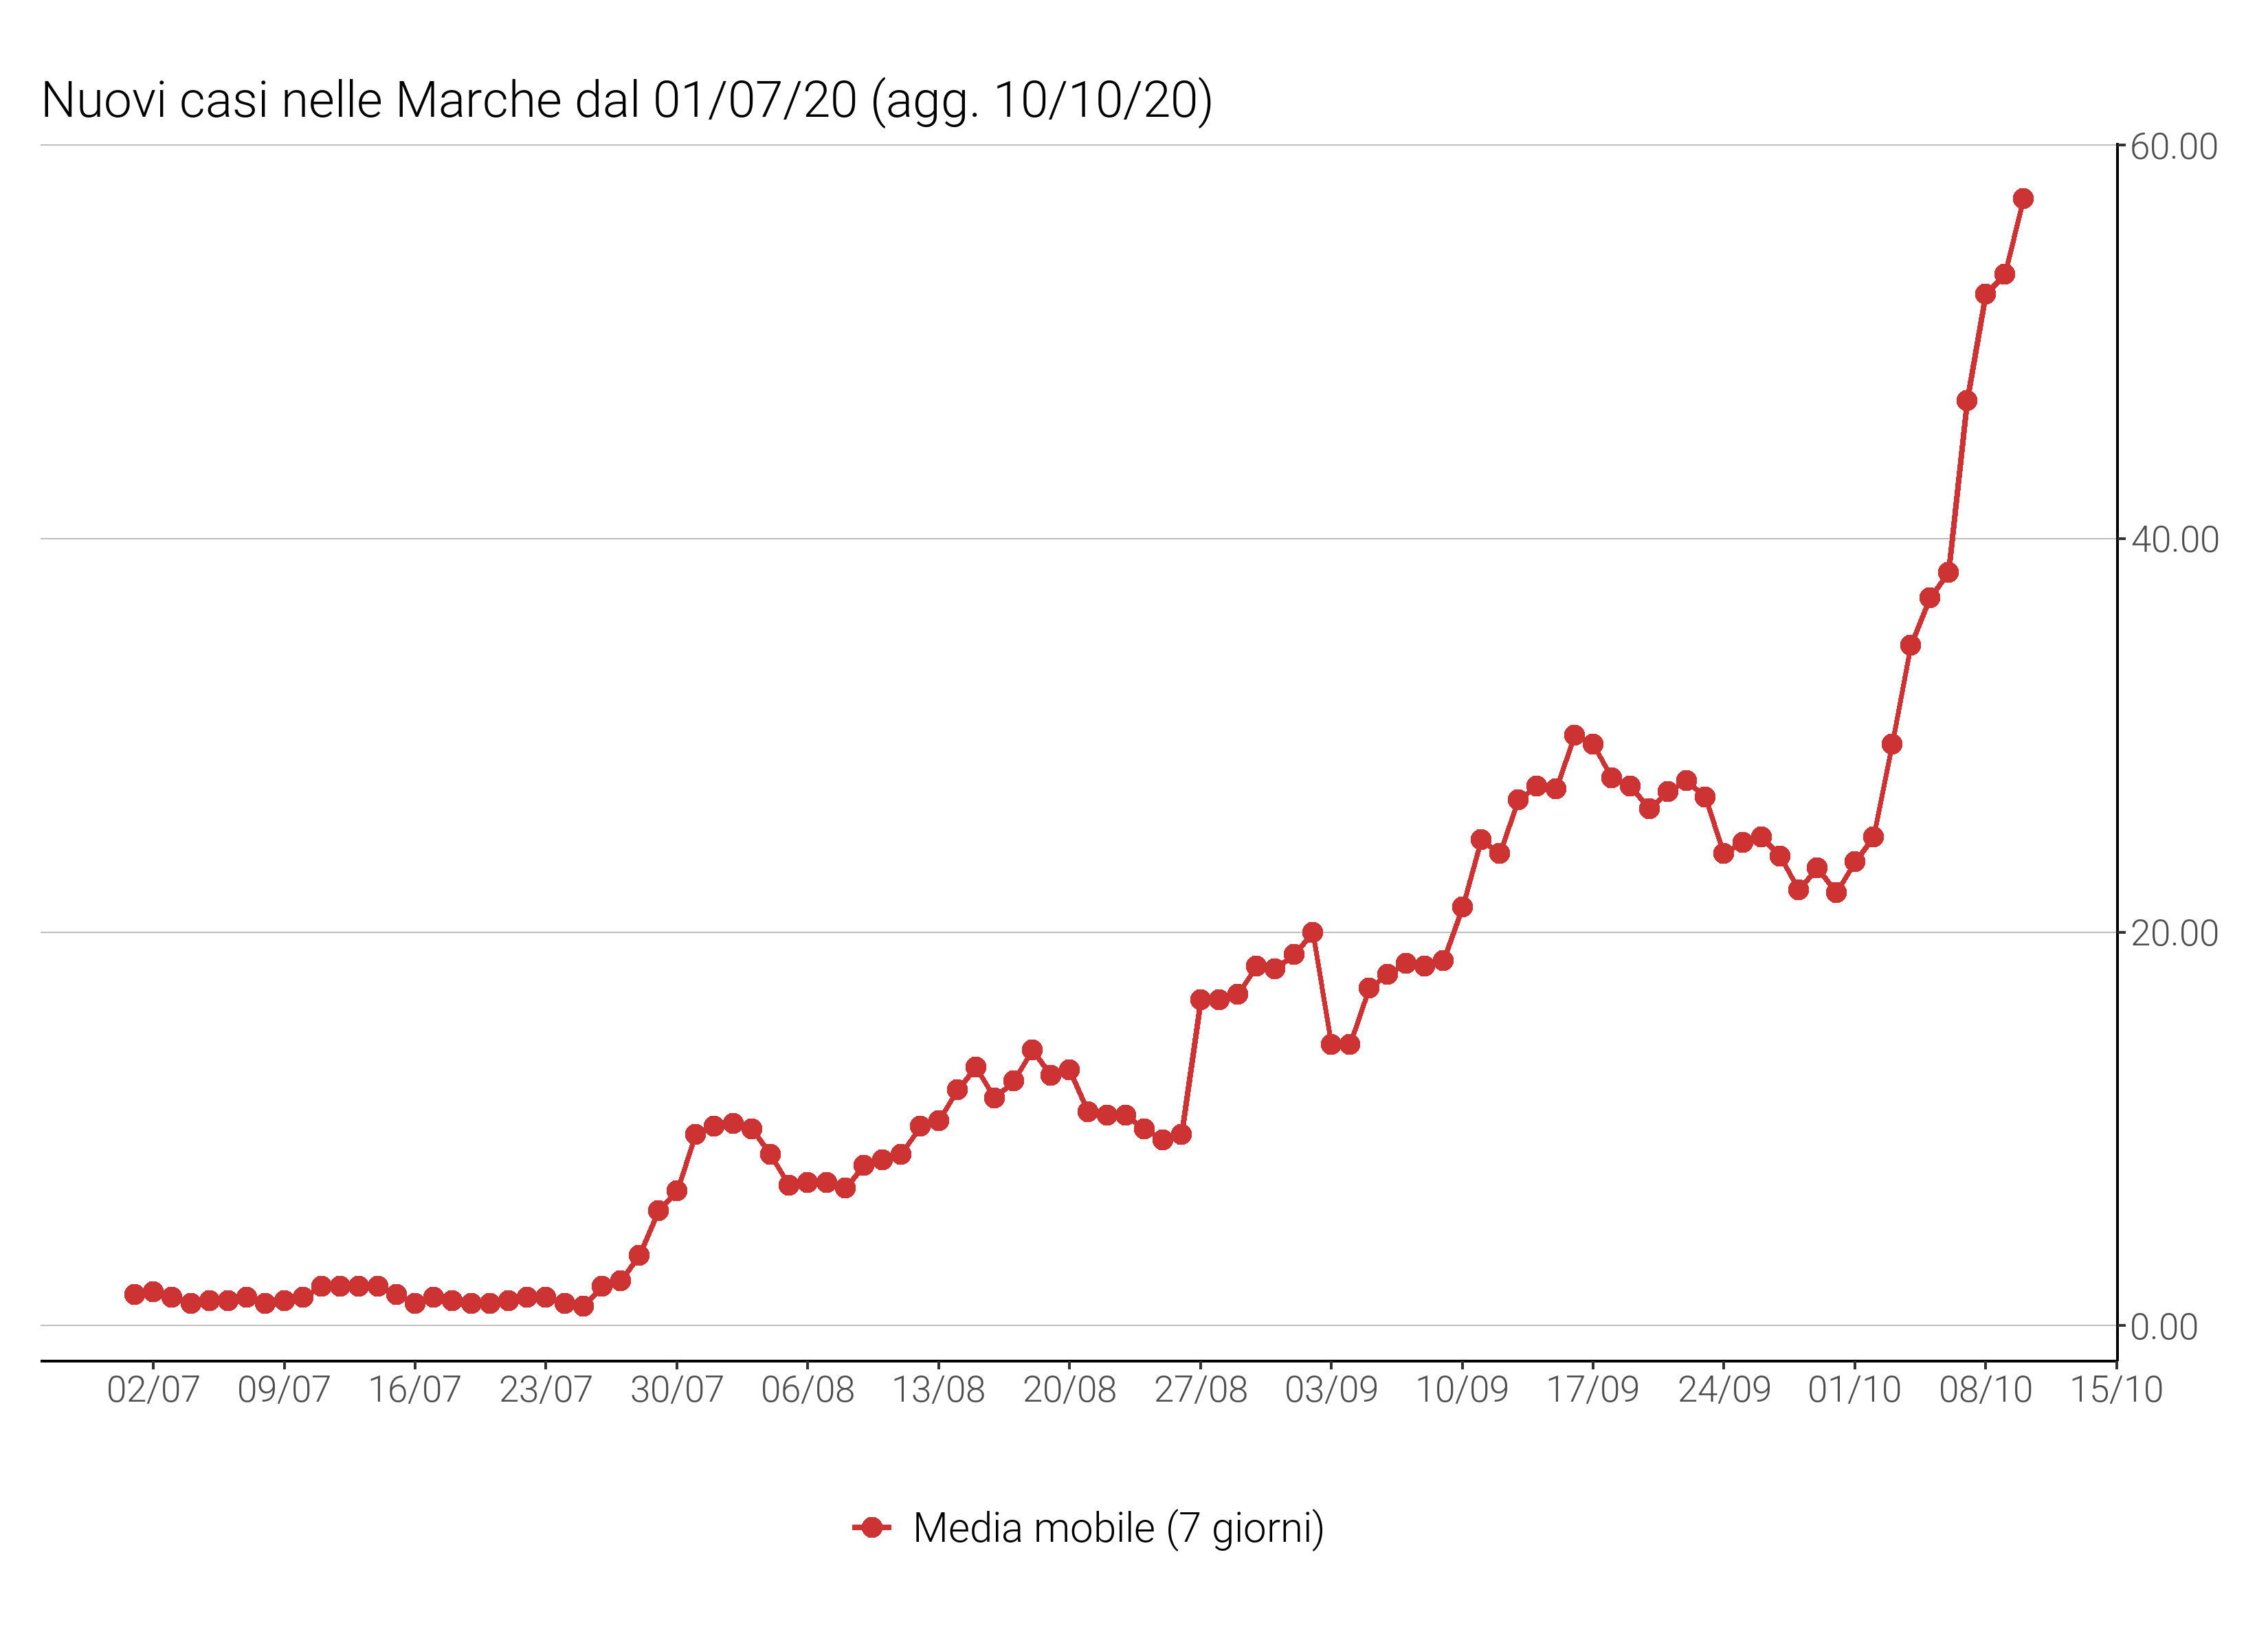 Nuovi casi nelle Marche dal 01/07/20 (agg. 10/10/20)
60.00
40.00
20.00
0.00
02/07 09/07 16/07 23/07 30/07 06/08 13/08 20/08 27/08 03/09 10/09 17/09 24/09 01/10 08/10 15/10
Media mobile (7 giorni)